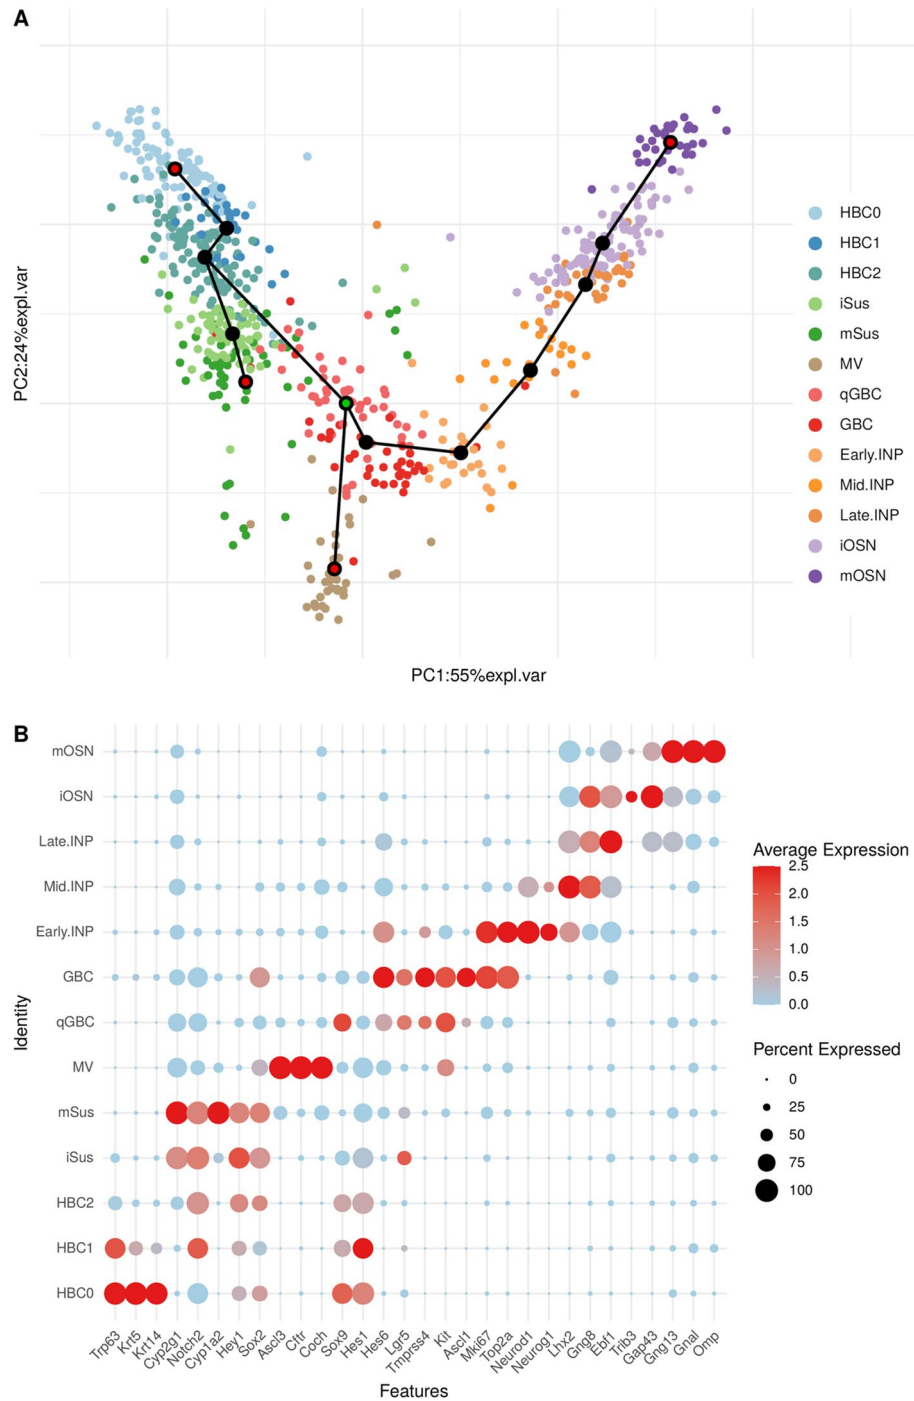 A
PC2:24%expl.var
PC1:55%expl.var
HBC0
HBC1
HBC2
iSus
mSus
MV
qGBC
GBC
Early.INP
Mid.INP
Late.INP
iOSN
mOSN
B
Identity
mOSN
iOSN
Late.INP
Mid.INP
Early.INP
GBC
qGBC
MV
mSus
iSus
HBC2
HBC1
HBC0
Trp63
Krt5
Krt14
Cyp2g1
Notch2
Cyp1a2
Hey1
Sox2
Ascl3
Cftr
Coch
Sox9
Hes1
Hes6
Lgr5
Tmprss4
Kit
Ascl1
Mki67
Top2a
Neurod1
Neurog1
Lhx2
Gng8
Ebf1
Trib3
Gap43
Gng13
Gnal
Omp
Features
Average Expression
2.5
2.0
1.5
1.0
0.5
0.0
Percent Expressed
0
25
50
75
100